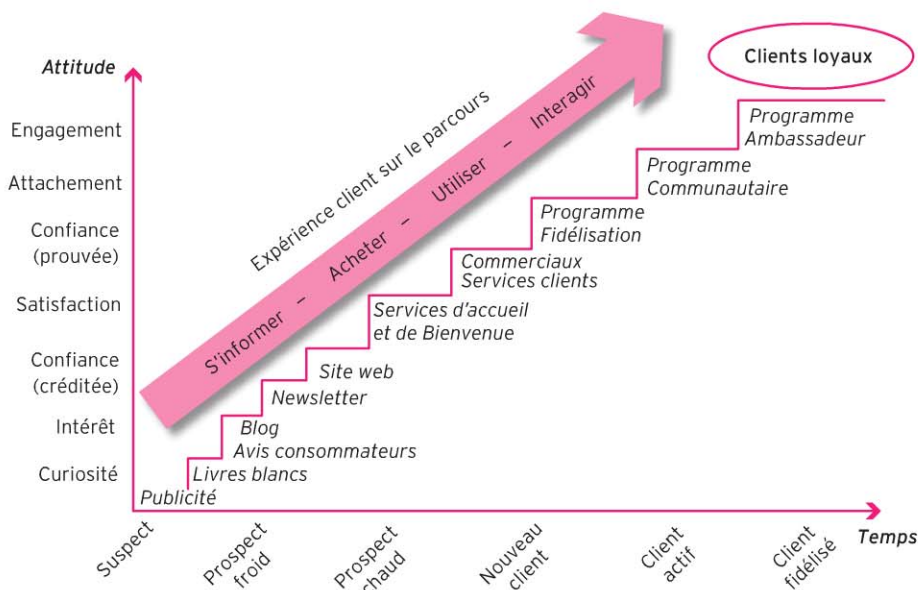 Clients loyaux
Attitude
Engagement
Attachement
Confiance
(prouvée)
Satisfaction
Confiance
(créditée)
Intérêt
Curiosité
Expérience client sur le parcours
S'informer – Acheter – Utiliser – Interagir
Programme
Ambassadeur
Programme
Communautaire
Programme
Fidélisation
Commerciaux
Services clients
Services d'accueil
et de Bienvenue
Site web
Newsletter
Blog
Avis consommateurs
Livres blancs
Publicité
Suspect
Prospect
froid
Prospect
chaud
Nouveau
client
Client
actif
Client
fidélisé
Temps